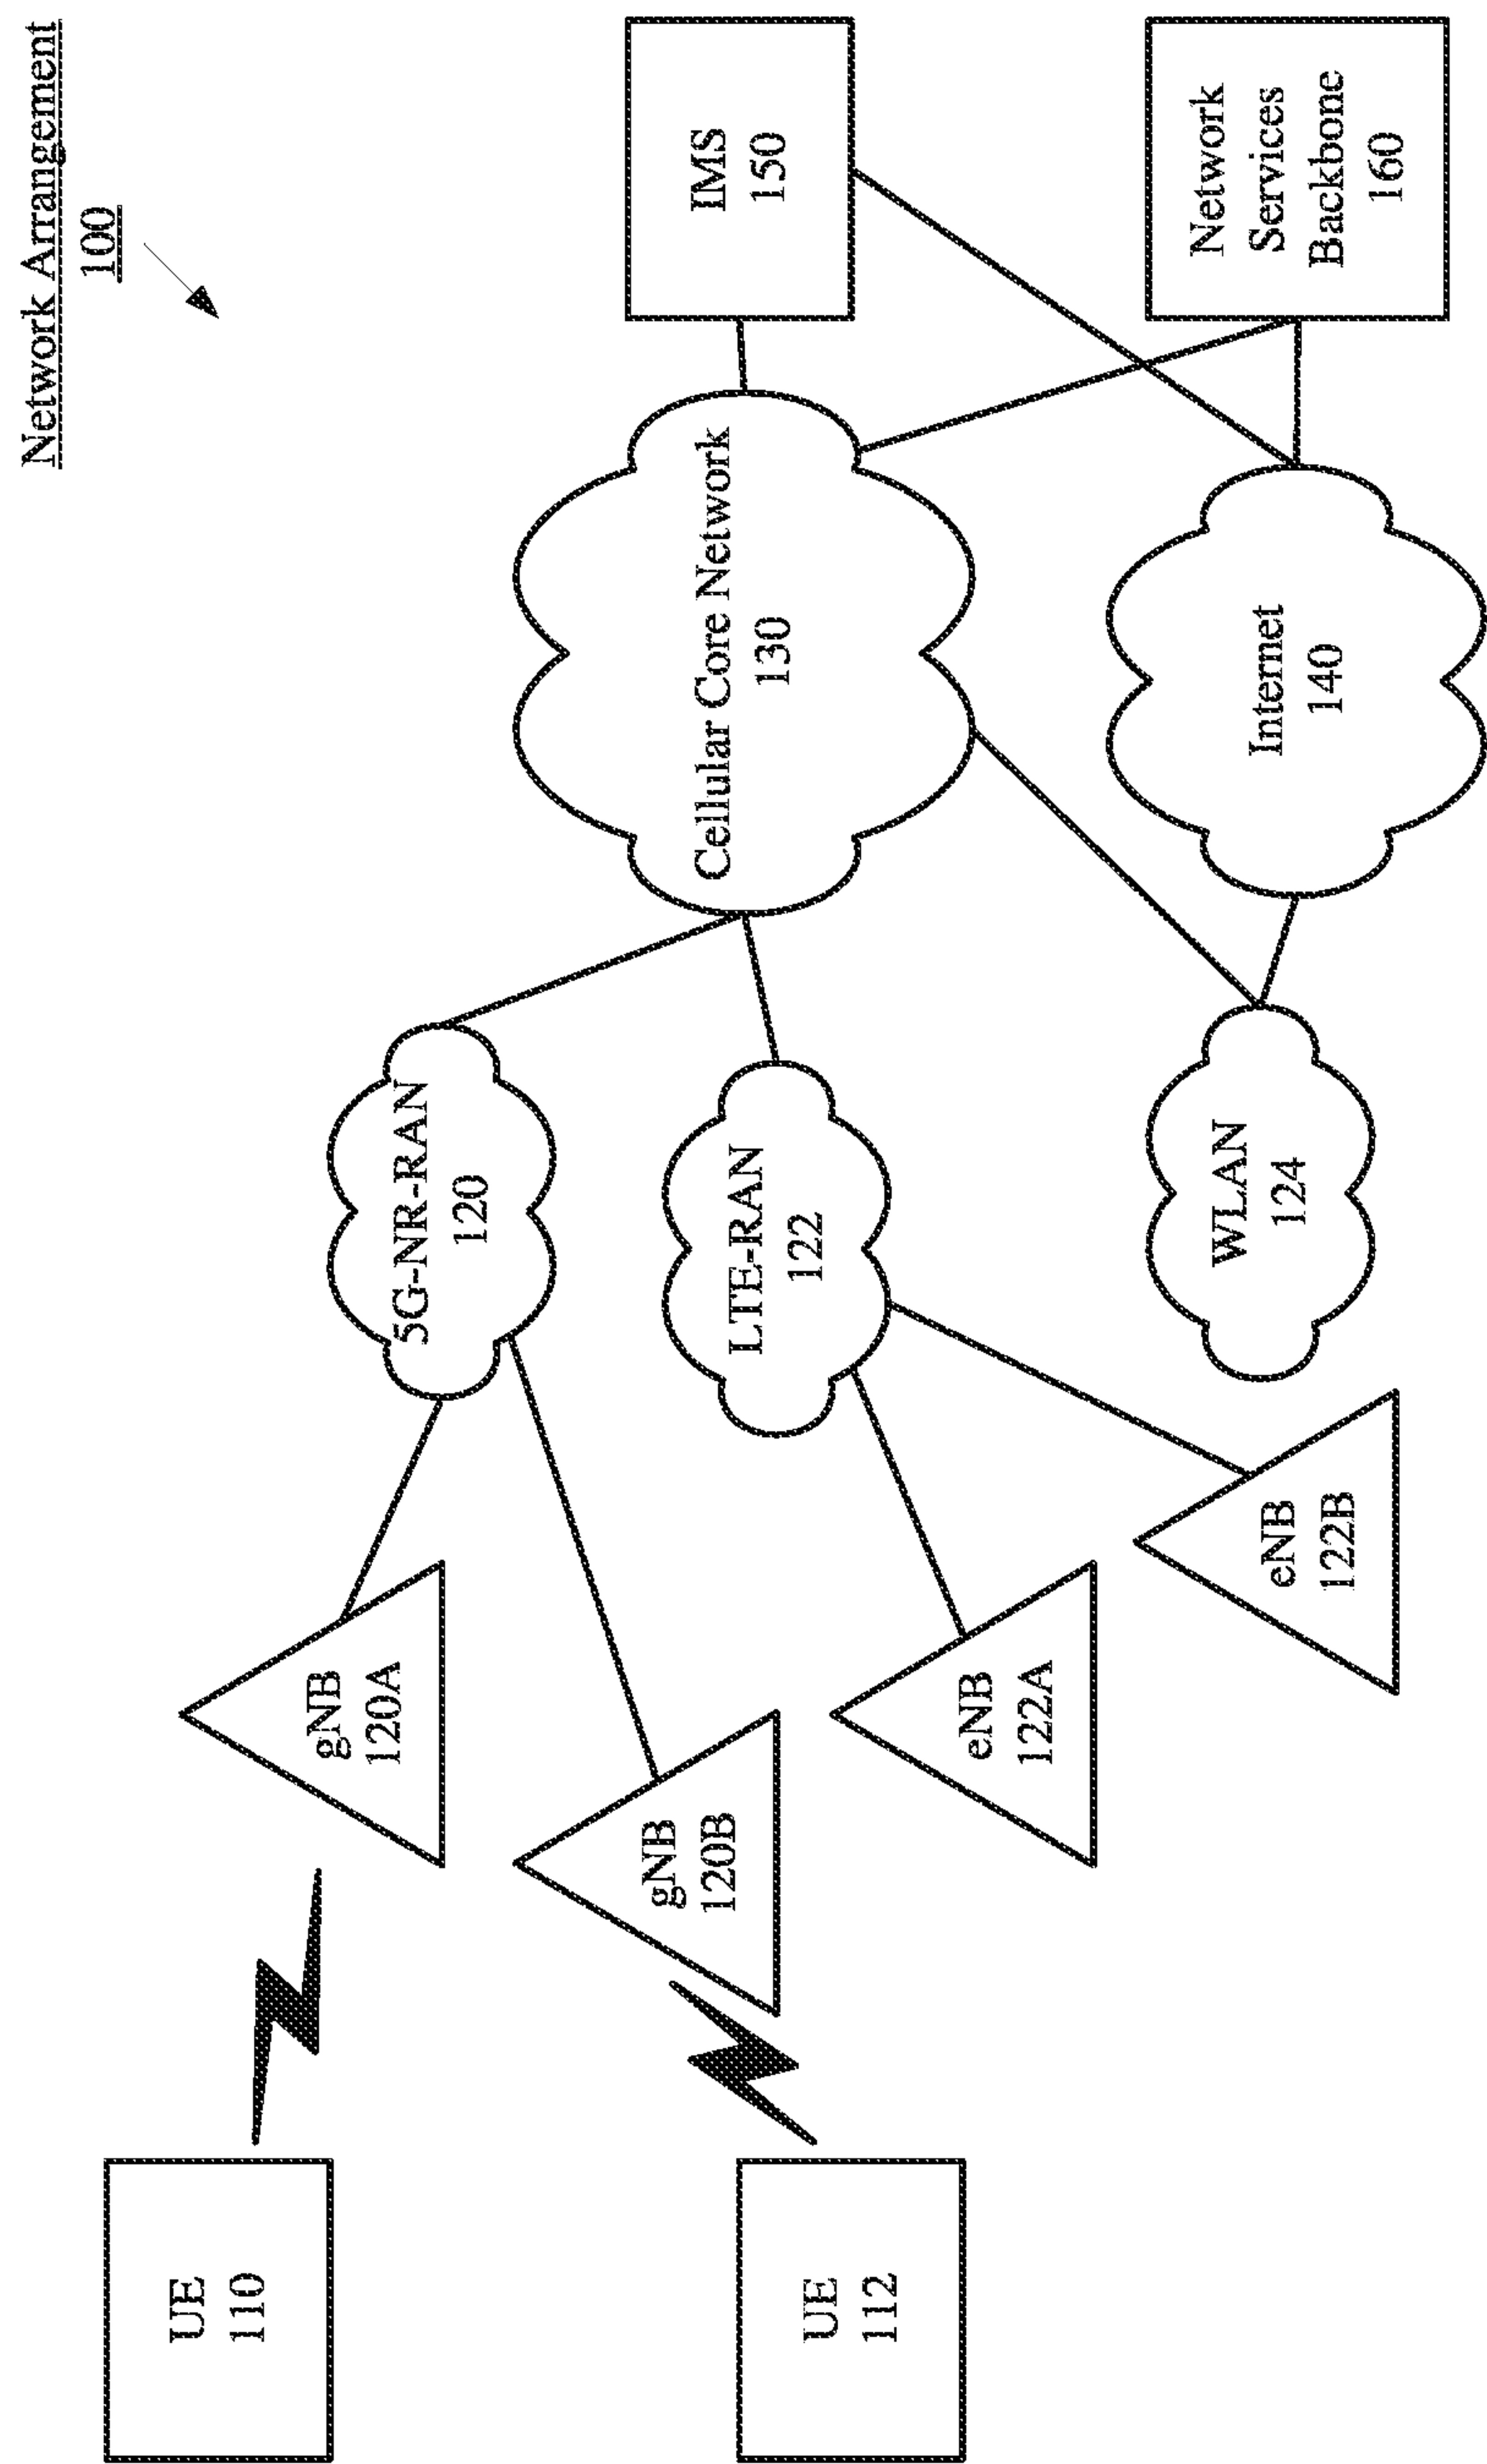 Network Arrangement
100
UE
110
gNB
120A
5G-NR-RAN
120
gNB
120B
UE
112
LTE-RAN
122
eNB
122A
eNB
122B
WLAN
124
Cellular Core Network
130
Internet
140
IMS
150
Network
Services
Backbone
160